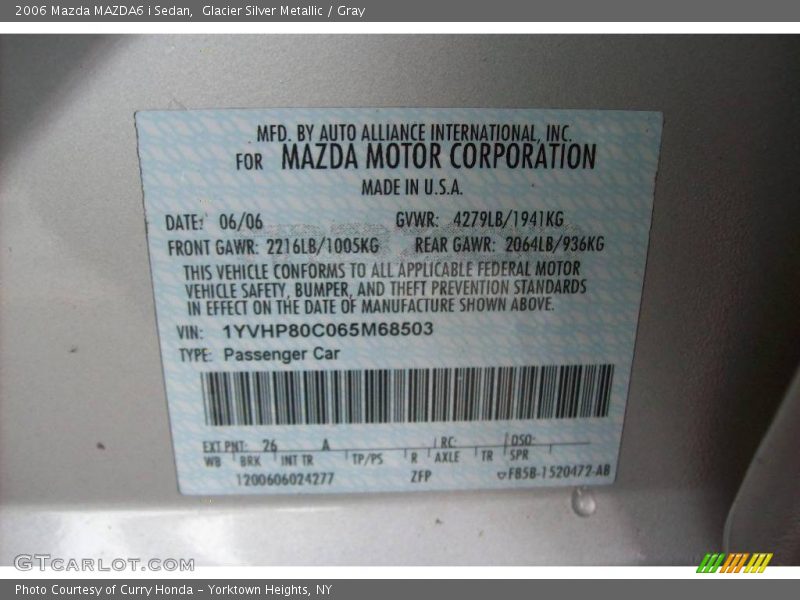 2006 Mazda MAZDA6 i Sedan,  Glacier Silver Metallic / Gray
MFD. BY AUTO ALLIANCE INTERNATIONAL, INC.
FOR MAZDA MOTOR CORPORATION
MADE IN U.S.A.
DATE: 06/06 GVWR: 4279LB/1941KG
FRONT GAWR: 2216LB/1005KG REAR GAWR: 2064LB/936KG
THIS VEHICLE CONFORMS TO ALL APPLICABLE FEDERAL MOTOR
VEHICLE SAFETY, BUMPER, AND THEFT PREVENTION STANDARDS
IN EFFECT ON THE DATE OF MANUFACTURE SHOWN ABOVE.
VIN: 1YVHP80C065M68503
TYPE: Passenger Car
EXT PNT: 26 A RC: DSO:
WB BRK INT TR TP/PS R AXLE TR SPR
1200606024277 ZFP F85B-1520472-AB
GTCARLOT.COM
Photo Courtesy of Curry Honda - Yorktown Heights, NY